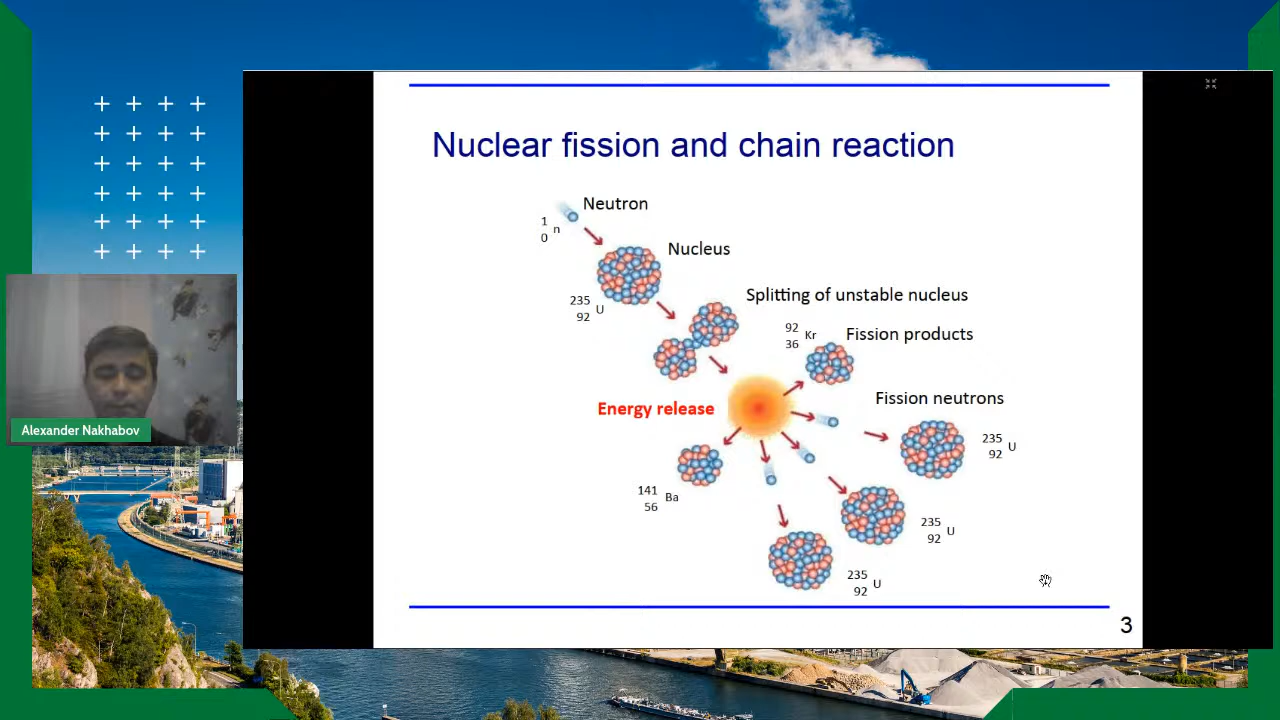 Nuclear fission and chain reaction
Neutron
1
0 n
Nucleus
235
92 U
Splitting of unstable nucleus
92
36 Kr
Fission products
Energy release
Fission neutrons
235
92 U
141
56 Ba
235
92 U
235
92 U
3
Alexander Nakhabov